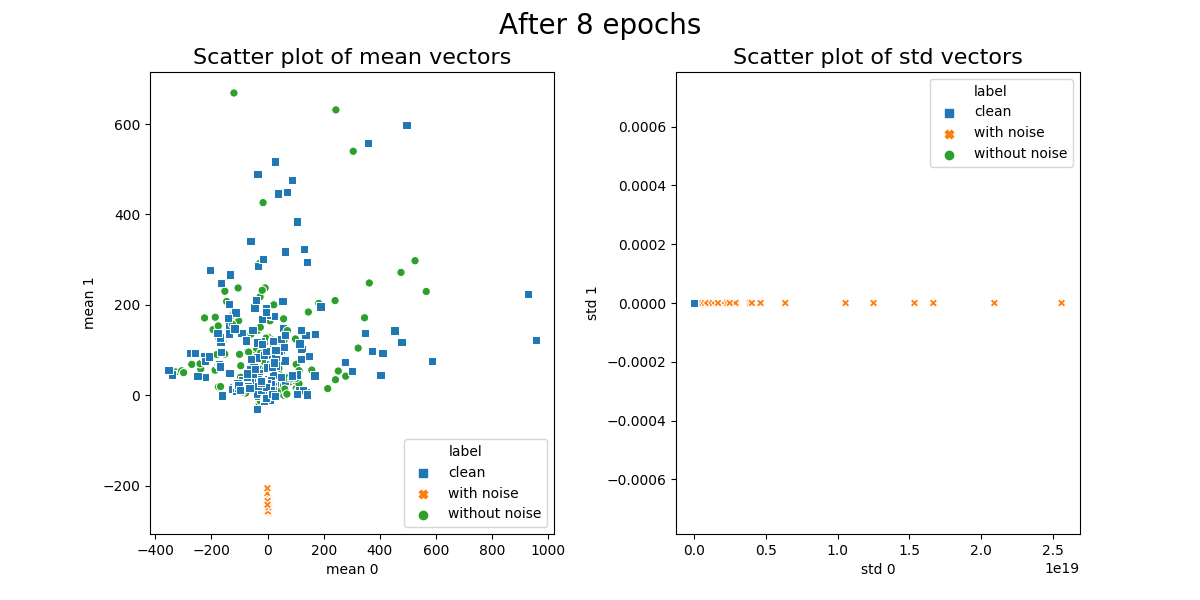 After 8 epochs
Scatter plot of mean vectors
mean 1
600
400
200
0
−200
−400
−200
0
200
400
600
800
1000
mean 0
label
clean
with noise
without noise
Scatter plot of std vectors
std 1
0.0006
0.0004
0.0002
0.0000
−0.0002
−0.0004
−0.0006
0.0
0.5
1.0
1.5
2.0
2.5
1e19
std 0
label
clean
with noise
without noise